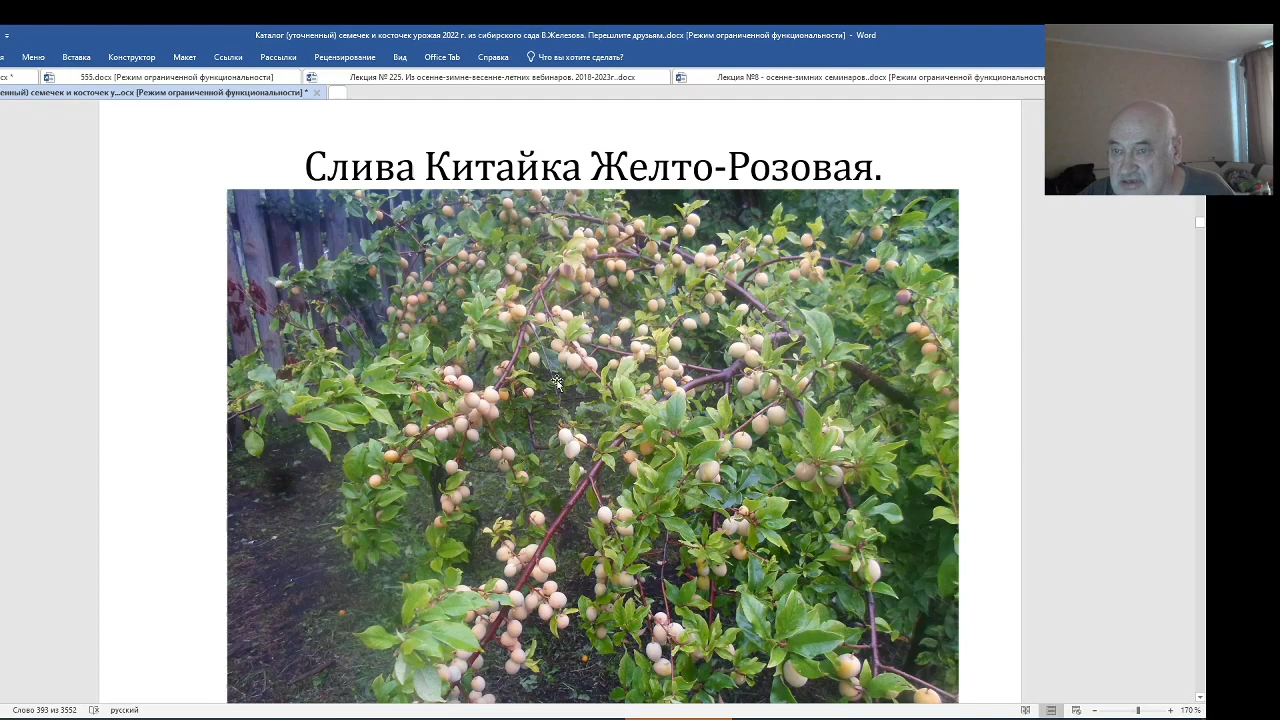 Каталог (уточненный) семечек и косточек урожая 2022 г. из сибирского сада В.Железова. Перешлите друзьям..docx [Режим ограниченной функциональности] - Word
Меню Вставка Конструктор Макет Ссылки Рассылки Рецензирование Вид Office Tab Справка Что вы хотите сделать?
cx * 555.docx [Режим ограниченной функциональности] Лекция № 225. Из осенне-зимне-весенне-летних вебинаров. 2018-2023г..docx Лекция №8 - осенне-зимних семинаров..docx [Режим ограниченной функциональности
енный) семечек и косточек у...ocx [Режим ограниченной функциональности] *
Слива Китайка Желто-Розовая.
Слово 393 из 3552 русский 170 %